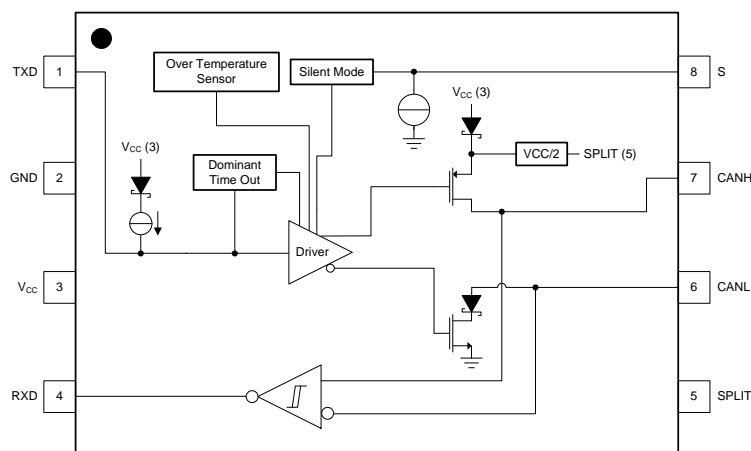 TXD
1
Over Temperature
Sensor
Silent Mode
8
S
VCC (3)
VCC (3)
VCC/2
SPLIT (5)
GND
2
Dominant
Time Out
7
CANH
Driver
VCC
3
6
CANL
RXD
4
5
SPLIT